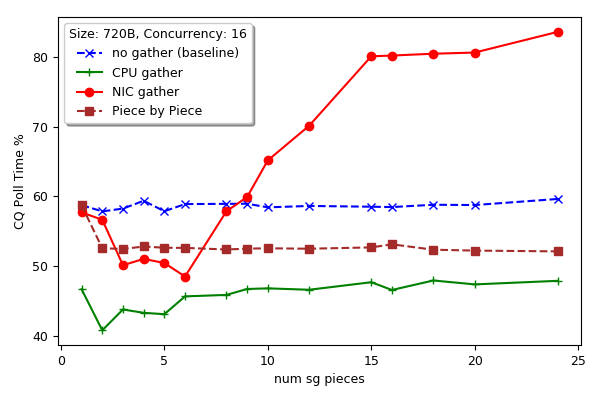 Size: 720B, Concurrency: 16
no gather (baseline)
CPU gather
NIC gather
Piece by Piece
CQ Poll Time %
80
70
60
50
40
0 5 10 15 20 25
num sg pieces